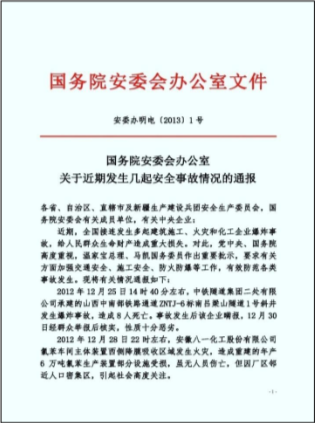 国务院安委会办公室文件
安委办明电〔2013〕1号
国务院安委会办公室
关于近期发生几起安全事故情况的通报
各省、自治区、直辖市及新疆生产建设兵团安全生产委员会，国
务院安委会有关成员单位，有关中央企业：
近期，全国接连发生多起建筑施工、火灾和化工企业爆炸事
故，给人民群众生命财产造成重大损失。对此，党中央、国务院
高度重视，温家宝总理、马凯国务委员作出重要批示，要求有关
方面加强交通安全、施工安全、防火防爆等工作，有效防范各类
事故发生。现将有关情况通报如下：
2012年12月25日14时40分左右，中铁隧道集团二处有限
公司承建的山西中南部铁路通道ZNTJ-6标南吕梁山隧道1号斜井
发生爆炸事故，造成8人死亡。事故发生后该企业瞒报，12月30
日经群众举报后核实，性质十分恶劣。
2012年12月28日22时左右，安徽八一化工股份有限公司
氯苯车间主体装置西侧降膜吸收区域发生火灾，造成重建的年产
6万吨氯苯生产装置部分设施受损，虽无人员伤亡，但因厂区邻
近人口密集区，引起社会高度关注。
-1-